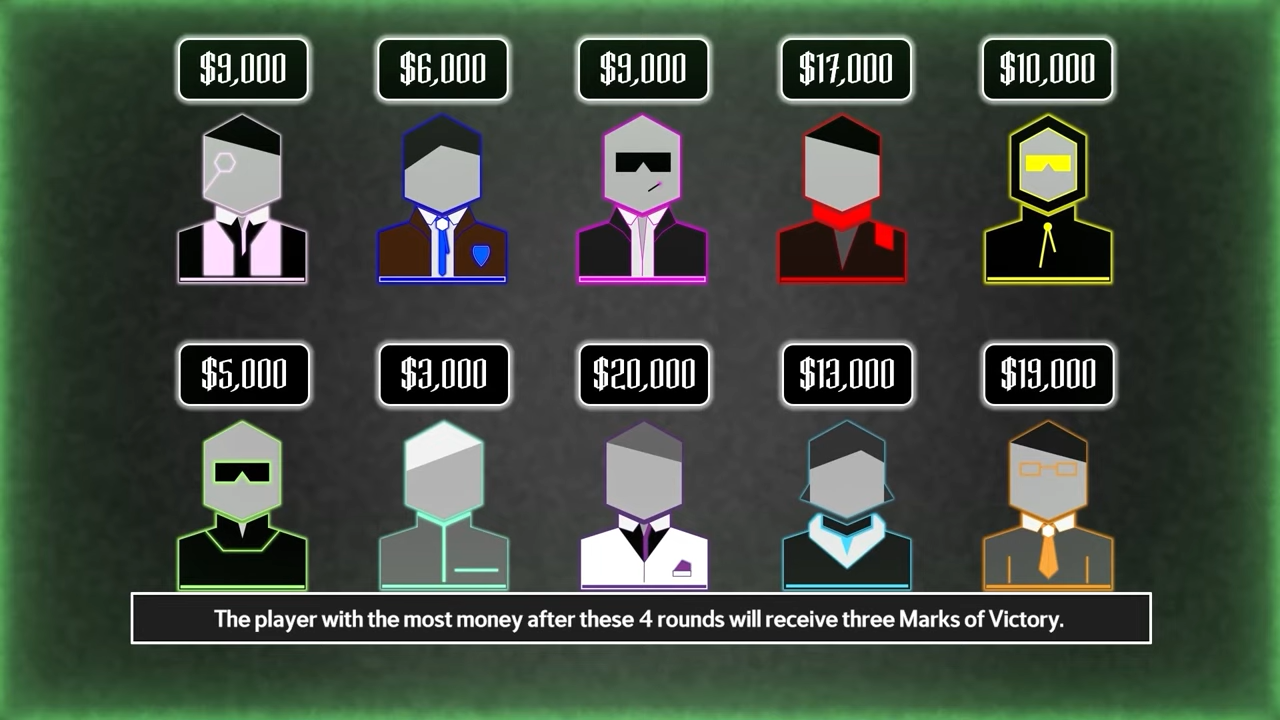 $9,000 $6,000 $9,000 $17,000 $10,000
$5,000 $3,000 $20,000 $13,000 $19,000
The player with the most money after these 4 rounds will receive three Marks of Victory.